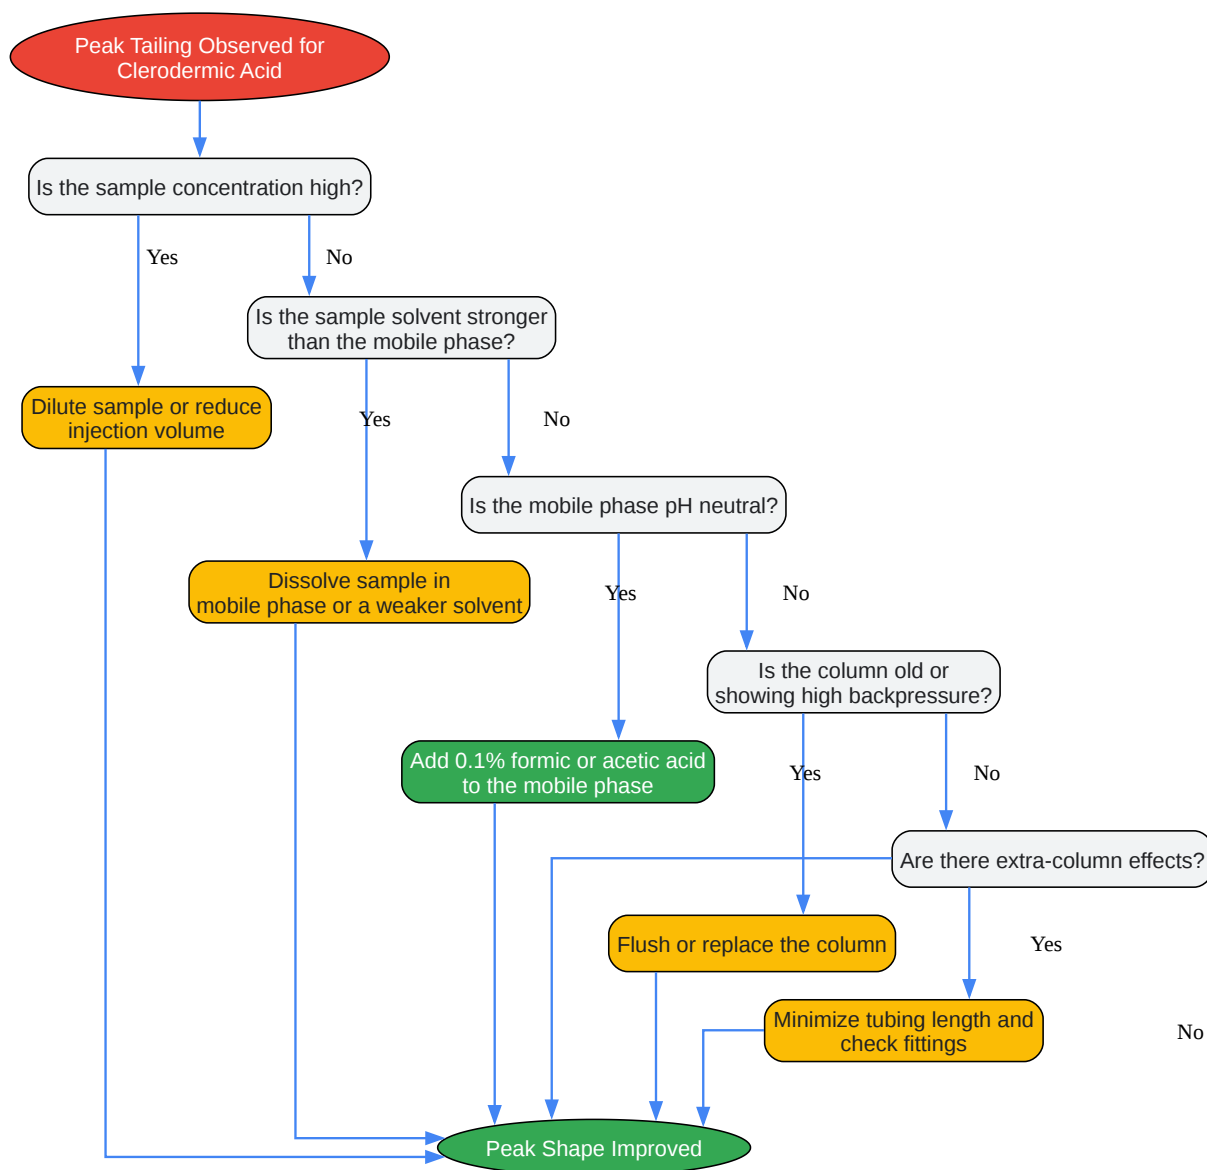 Peak Tailing Observed for
Clerodermic Acid
Is the sample concentration high?
Yes
No
Is the sample solvent stronger
than the mobile phase?
Dilute sample or reduce
injection volume
Yes
No
Is the mobile phase pH neutral?
Dissolve sample in
mobile phase or a weaker solvent
Yes
No
Is the column old or
showing high backpressure?
Add 0.1% formic or acetic acid
to the mobile phase
Yes
No
Are there extra-column effects?
Flush or replace the column
Yes
Minimize tubing length and
check fittings
No
Peak Shape Improved